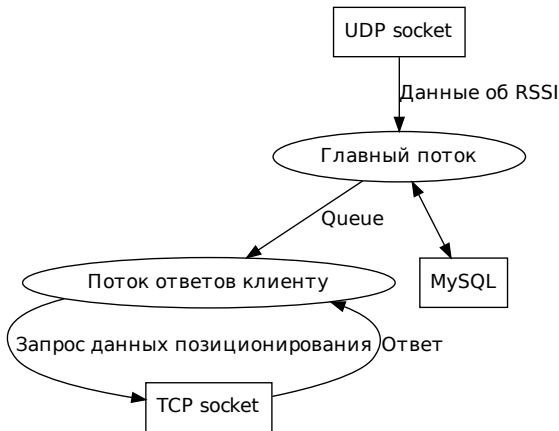 UDP socket
Данные об RSSI
Главный поток
Queue
Поток ответов клиенту
MySQL
Запрос данных позиционирования
Ответ
TCP socket